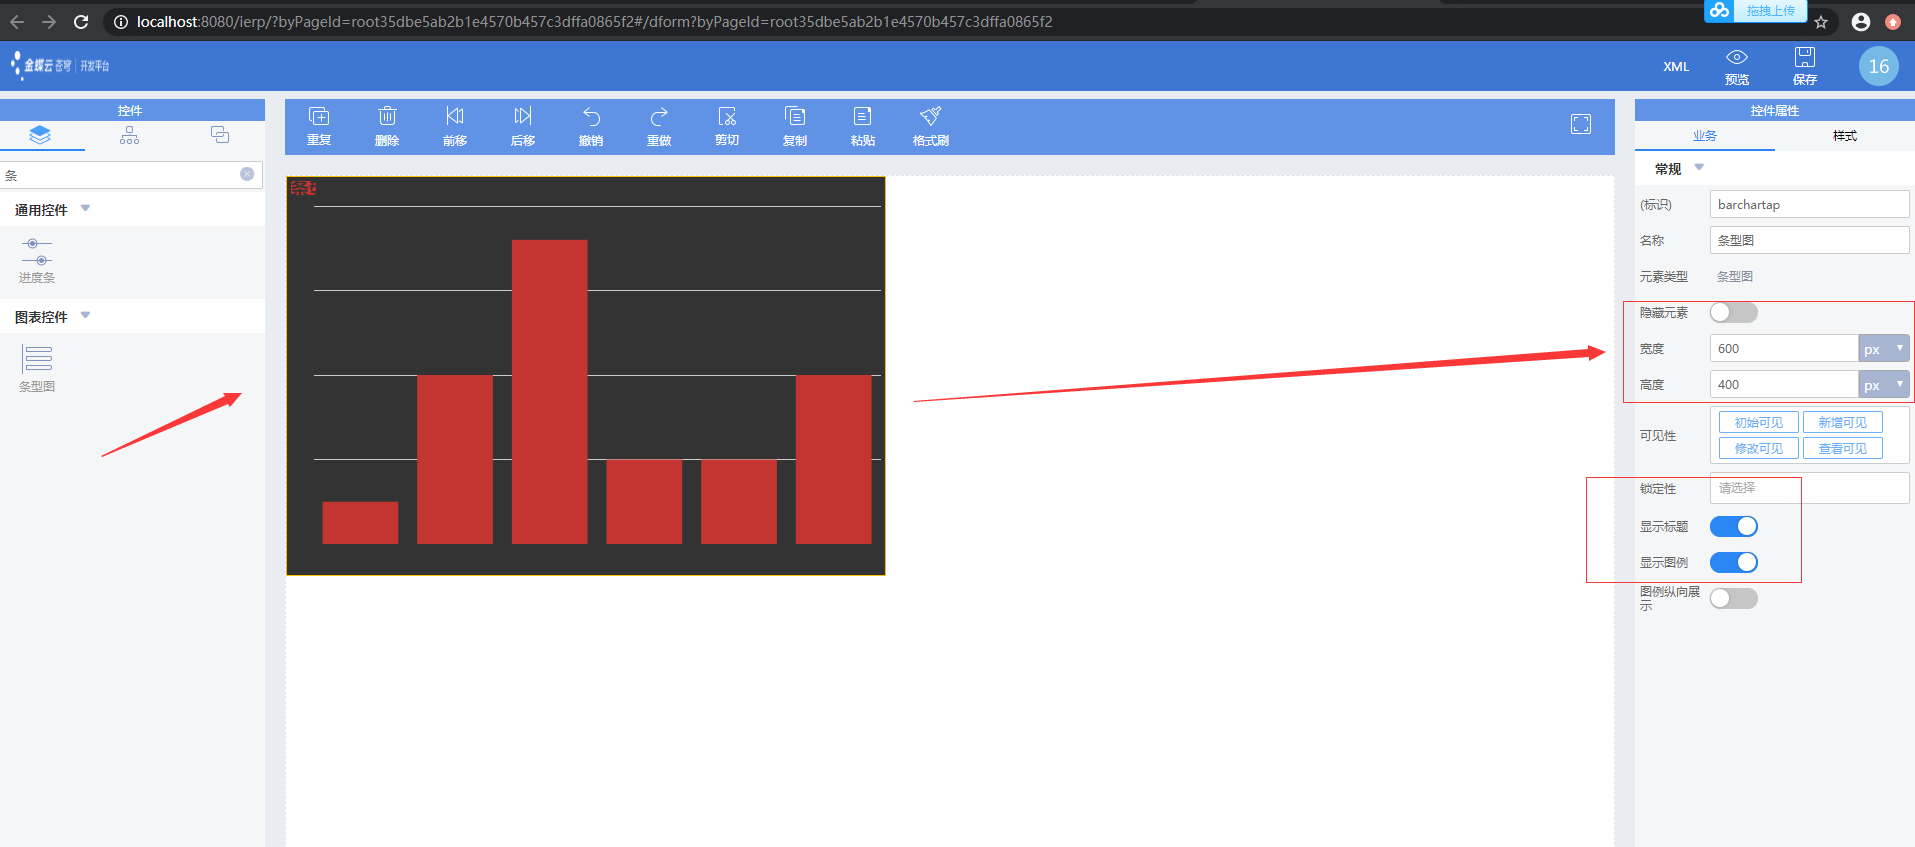 localhost:8080/ierp/?byPageId=root35dbe5ab2b1e4570b457c3dffa0865f2#/dform?byPageId=root35dbe5ab2b1e4570b457c3dffa0865f2
拖拽上传
金蝶云 苍穹 | 开发平台
XML
预览
保存
16
控件
条
通用控件
进度条
图表控件
条型图
重复
删除
前移
后移
撤销
重做
剪切
复制
粘贴
格式刷
控件属性
业务
样式
常规
(标识)
barchartap
名称
条型图
元素类型
条型图
隐藏元素
宽度
600
px
高度
400
px
可见性
初始可见
新增可见
修改可见
查看可见
锁定性
请选择
显示标题
显示图例
图例纵向展
示